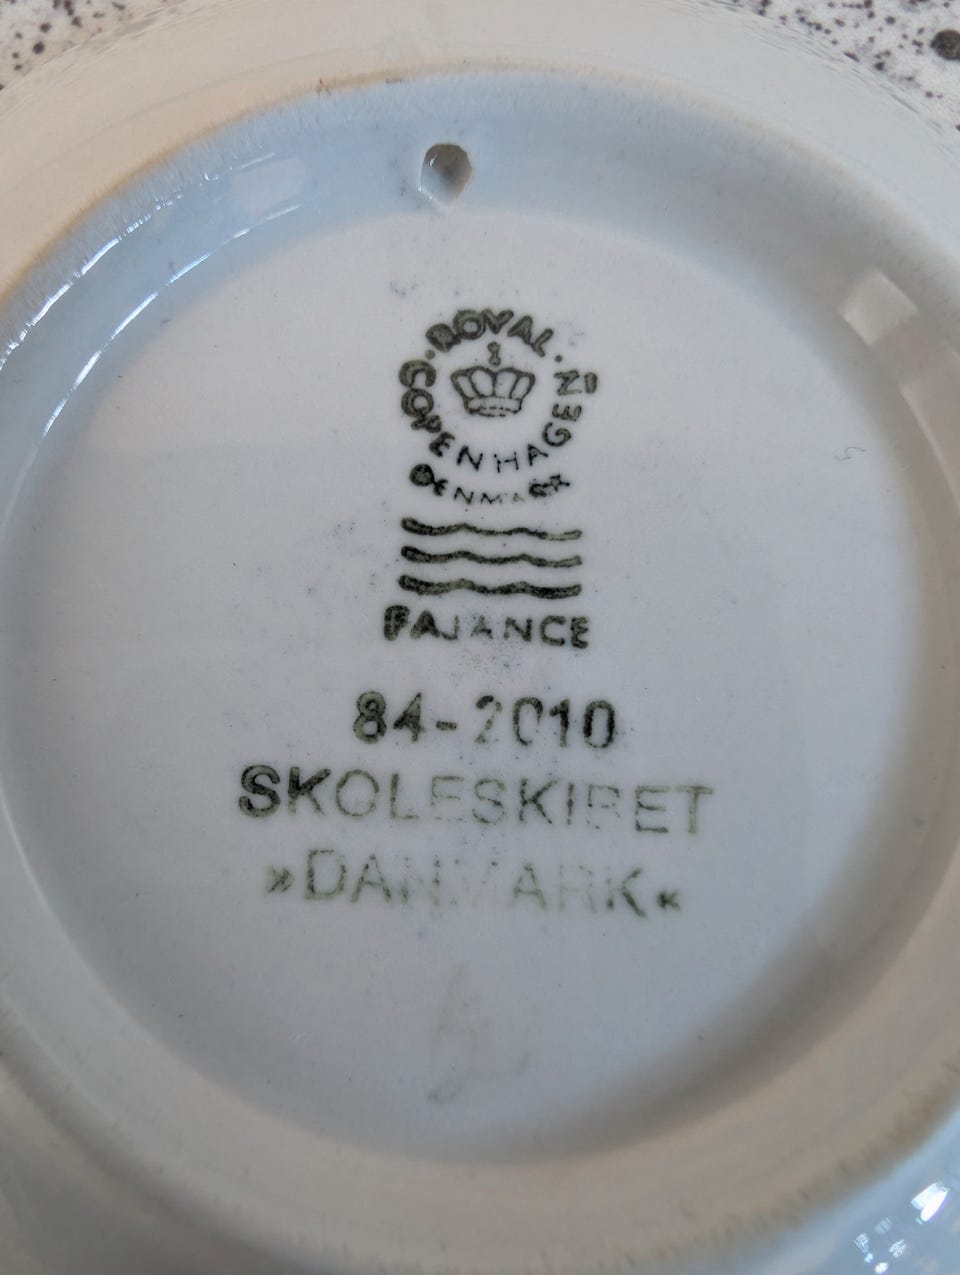 ROYAL
COPENHAGEN
DENMARK
FAJANCE
84-2010
SKOLESKIBET
»DANMARK«